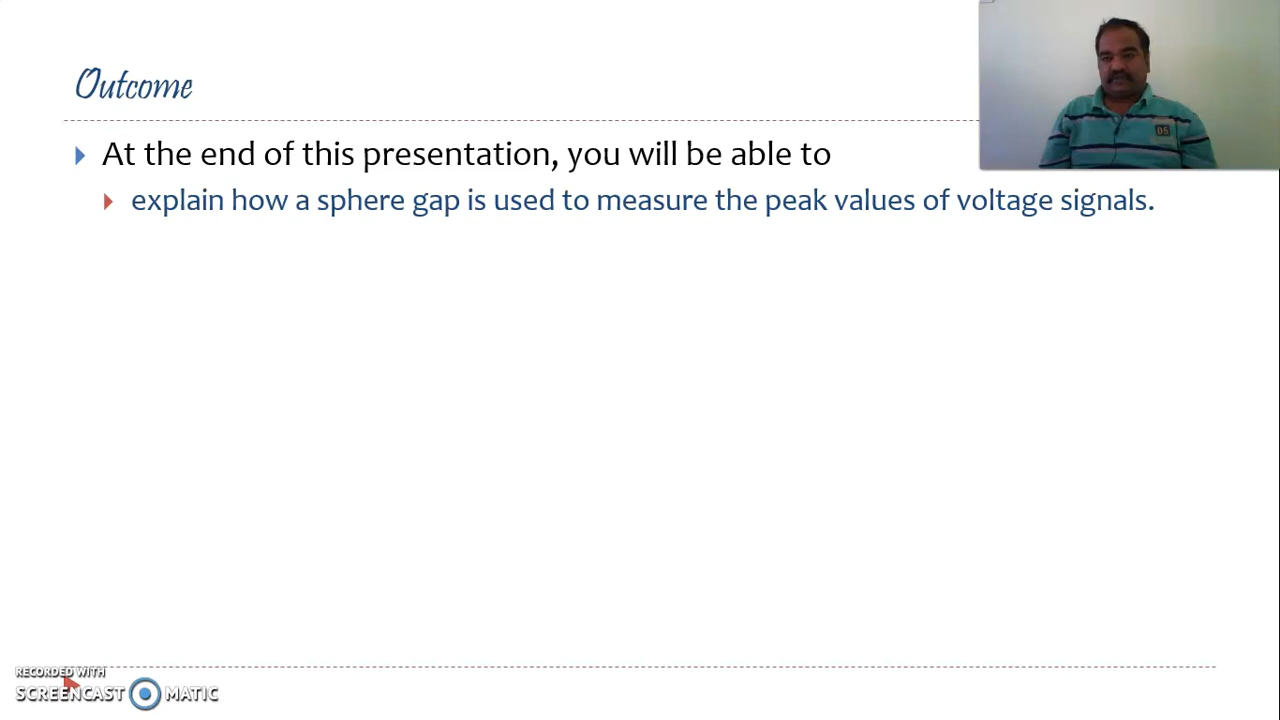 Outcome
At the end of this presentation, you will be able to
explain how a sphere gap is used to measure the peak values of voltage signals.
05
RECORDED WITH
SCREENCAST MATIC